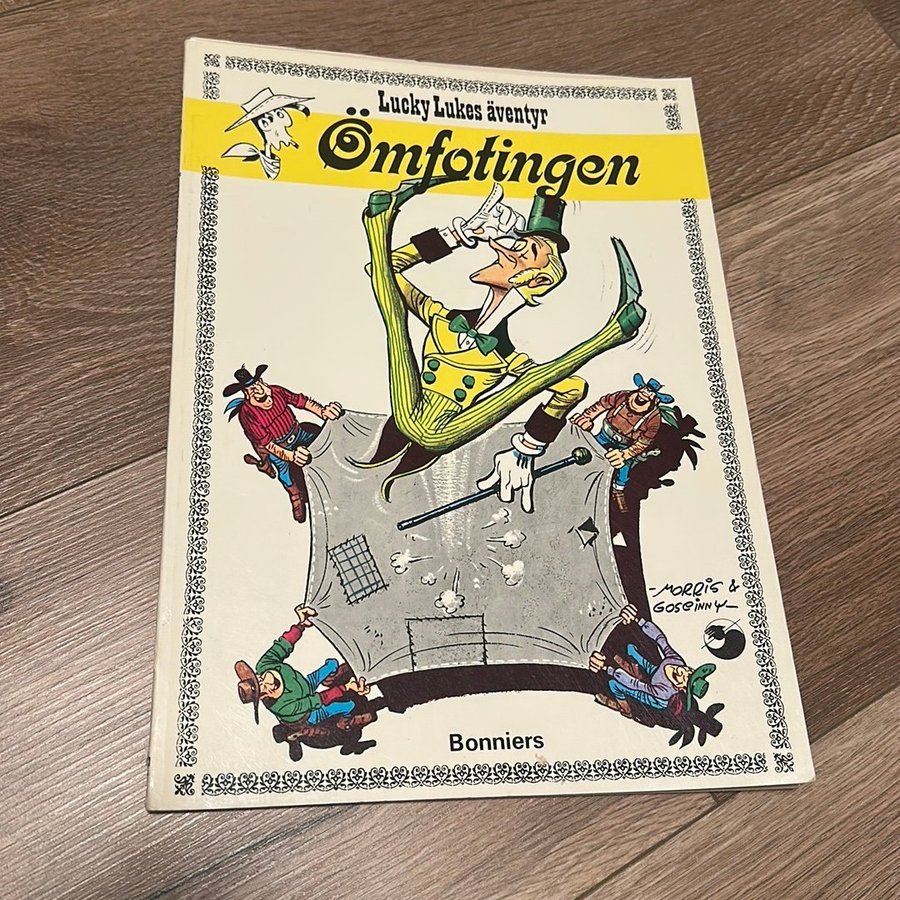 Lucky Lukes äventyr
Ömfotingen
-MORRIS &
GOSCINNY-
Bonniers